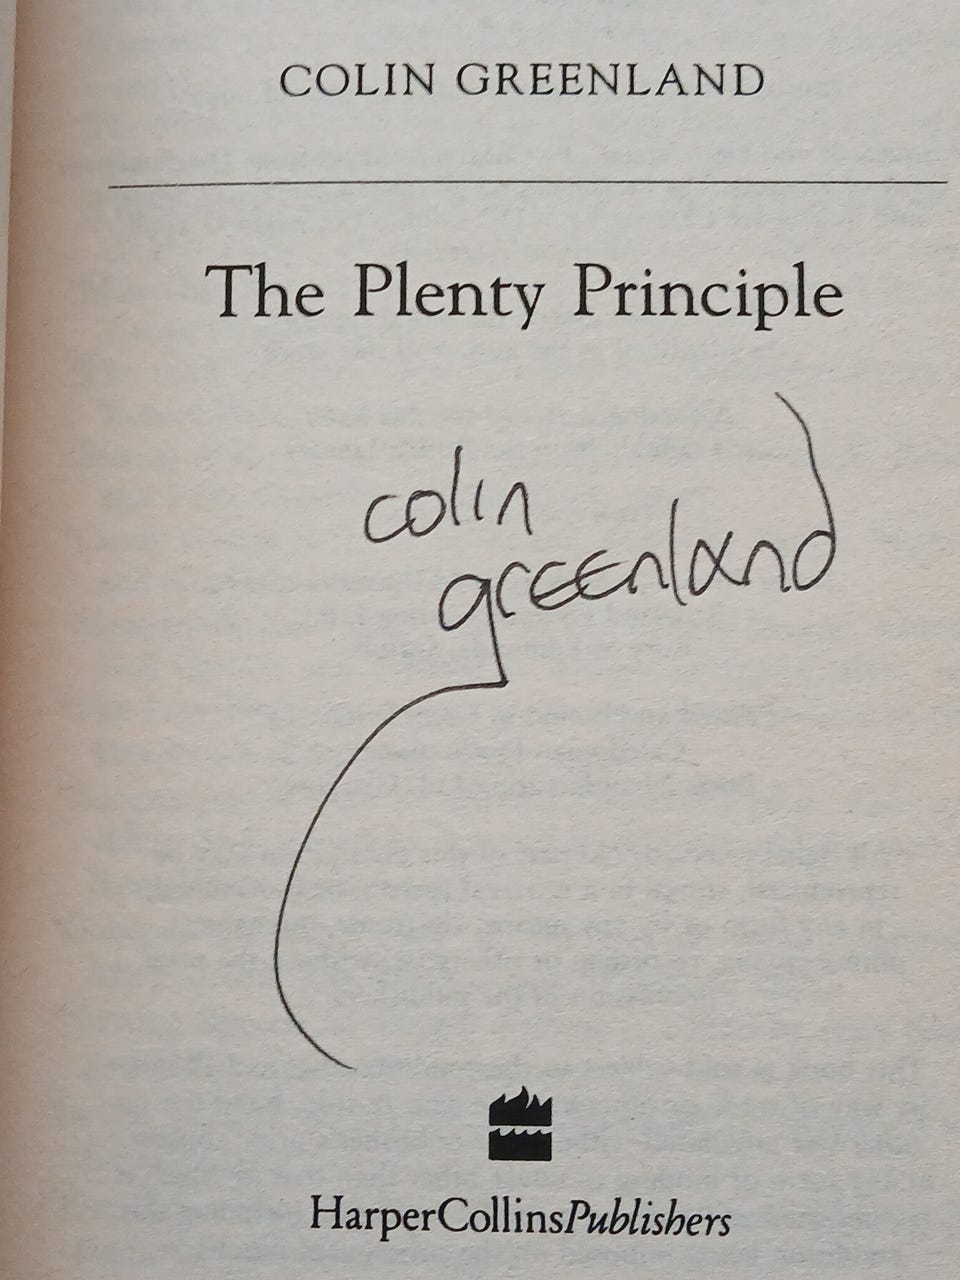 COLIN GREENLAND
The Plenty Principle
colin
greenland
HarperCollinsPublishers